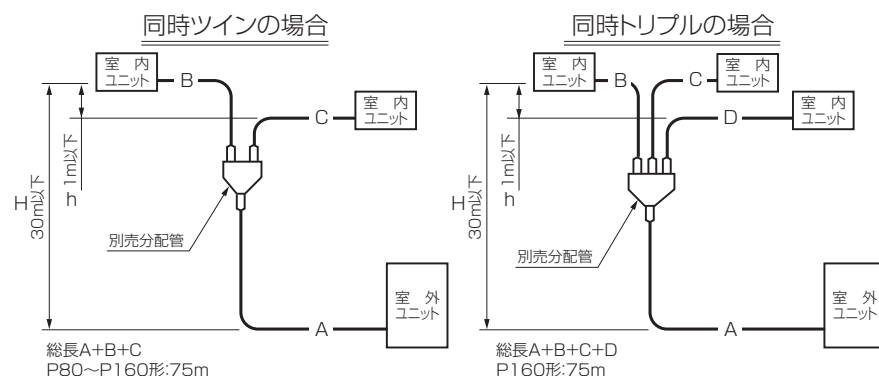 同時ツインの場合
室 内
ユニット
B
C
室 内
ユニット
H
30m以下
h
1m以下
別売分配管
室 外
ユニット
A
総長A+B+C
P80～P160形:75m
同時トリプルの場合
室 内
ユニット
B
C
室 内
ユニット
D
室 内
ユニット
H
30m以下
h
1m以下
別売分配管
室 外
ユニット
A
総長A+B+C+D
P160形:75m